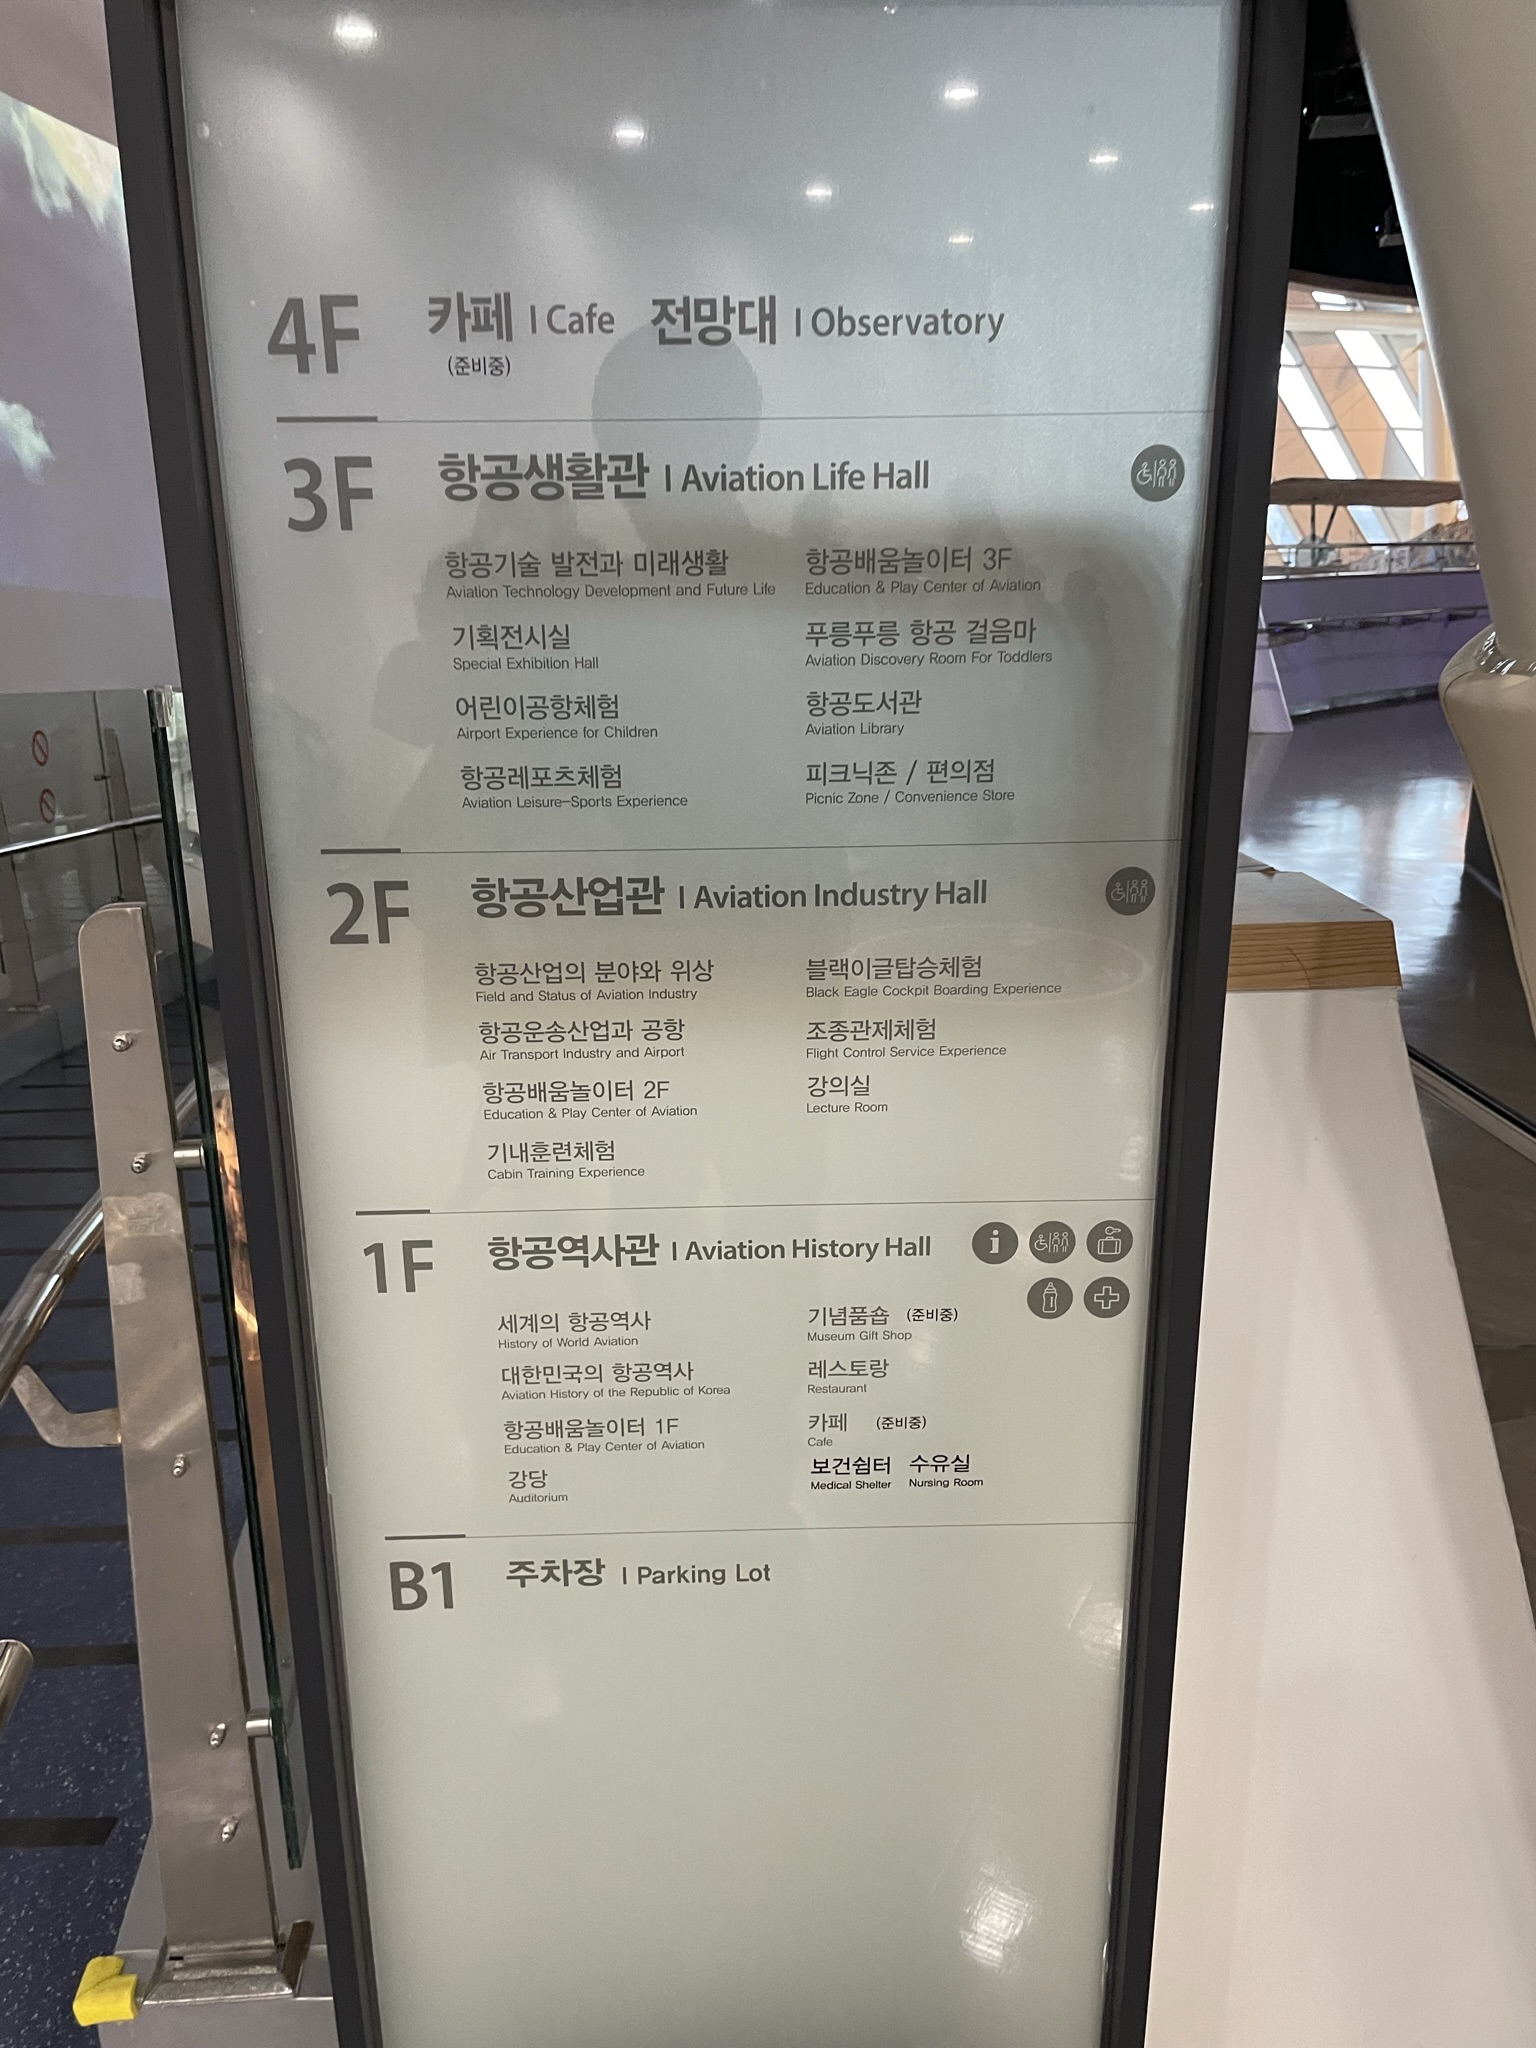 4F 카페 | Cafe 전망대 | Observatory
(준비중)
3F 항공생활관 | Aviation Life Hall
항공기술 발전과 미래생활
Aviation Technology Development and Future Life
기획전시실
Special Exhibition Hall
어린이공항체험
Airport Experience for Children
항공레포츠체험
Aviation Leisure-Sports Experience
항공배움놀이터 3F
Education & Play Center of Aviation
푸릉푸릉 항공 걸음마
Aviation Discovery Room For Toddlers
항공도서관
Aviation Library
피크닉존 / 편의점
Picnic Zone / Convenience Store
2F 항공산업관 | Aviation Industry Hall
항공산업의 분야와 위상
Field and Status of Aviation Industry
항공운송산업과 공항
Air Transport Industry and Airport
항공배움놀이터 2F
Education & Play Center of Aviation
기내훈련체험
Cabin Training Experience
블랙이글탑승체험
Black Eagle Cockpit Boarding Experience
조종관제체험
Flight Control Service Experience
강의실
Lecture Room
1F 항공역사관 | Aviation History Hall
세계의 항공역사
History of World Aviation
대한민국의 항공역사
Aviation History of the Republic of Korea
항공배움놀이터 1F
Education & Play Center of Aviation
강당
Auditorium
기념품숍 (준비중)
Museum Gift Shop
레스토랑
Restaurant
카페 (준비중)
Cafe
보건쉼터 수유실
Medical Shelter Nursing Room
B1 주차장 | Parking Lot